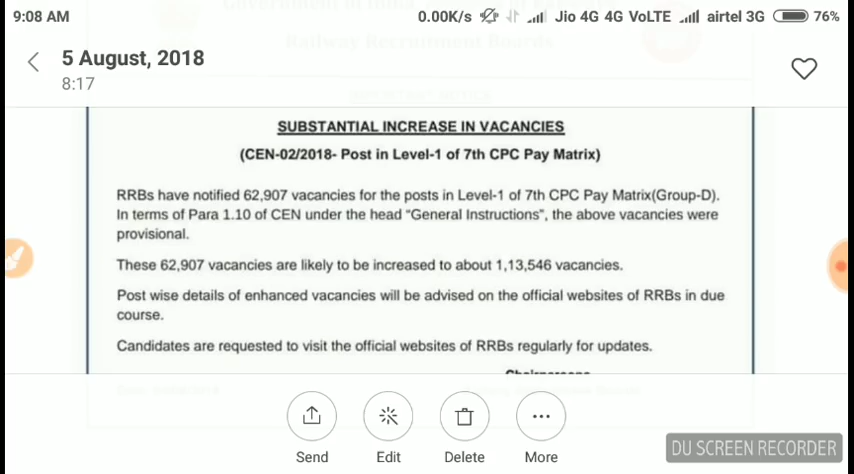 9:08 AM 0.00K/s Jio 4G 4G VoLTE airtel 3G 76%
5 August, 2018
8:17
Railway Recruitment Boards
SUBSTANTIAL INCREASE IN VACANCIES
(CEN-02/2018- Post in Level-1 of 7th CPC Pay Matrix)
RRBs have notified 62,907 vacancies for the posts in Level-1 of 7th CPC Pay Matrix(Group-D).
In terms of Para 1.10 of CEN under the head "General Instructions", the above vacancies were
provisional.
These 62,907 vacancies are likely to be increased to about 1,13,546 vacancies.
Post wise details of enhanced vacancies will be advised on the official websites of RRBs in due
course.
Candidates are requested to visit the official websites of RRBs regularly for updates.
Send Edit Delete More
DU SCREEN RECORDER